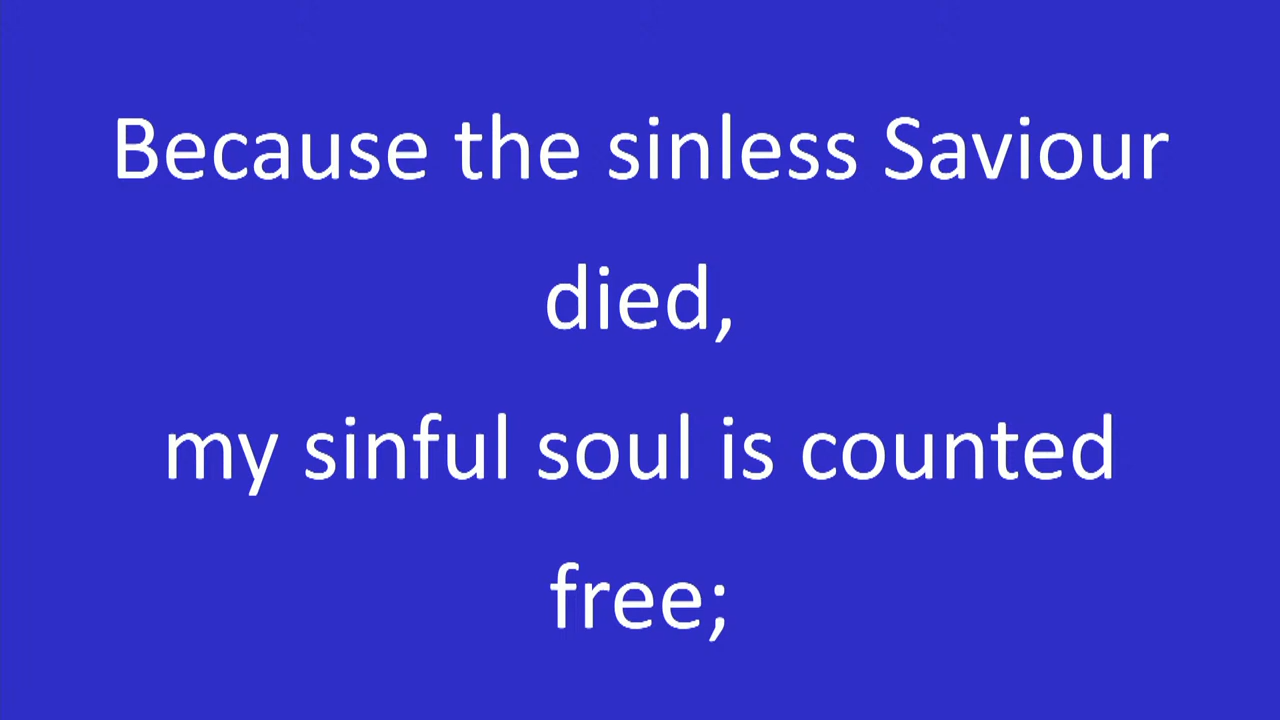 Because the sinless Saviour
died,
my sinful soul is counted
free;